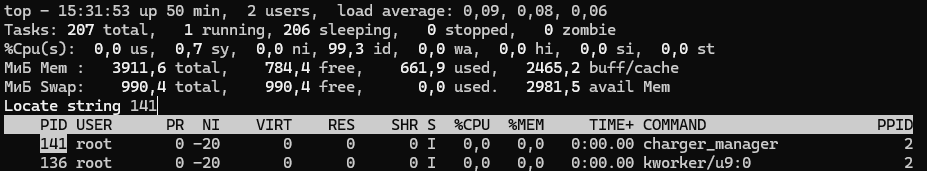 top - 15:31:53 up 50 min,  2 users,  load average: 0,09, 0,08, 0,06
Tasks: 207 total,   1 running, 206 sleeping,   0 stopped,   0 zombie
%Cpu(s):  0,0 us,  0,7 sy,  0,0 ni, 99,3 id,  0,0 wa,  0,0 hi,  0,0 si,  0,0 st
МиБ Mem :   3911,6 total,    784,4 free,    661,9 used,   2465,2 buff/cache
МиБ Swap:    990,4 total,    990,4 free,      0,0 used.   2981,5 avail Mem
Locate string 141
PID USER      PR  NI    VIRT    RES    SHR S  %CPU  %MEM     TIME+ COMMAND                  PPID
141 root       0 -20       0      0      0 I   0,0   0,0   0:00.00 charger_manager             2
136 root       0 -20       0      0      0 I   0,0   0,0   0:00.00 kworker/u9:0                2